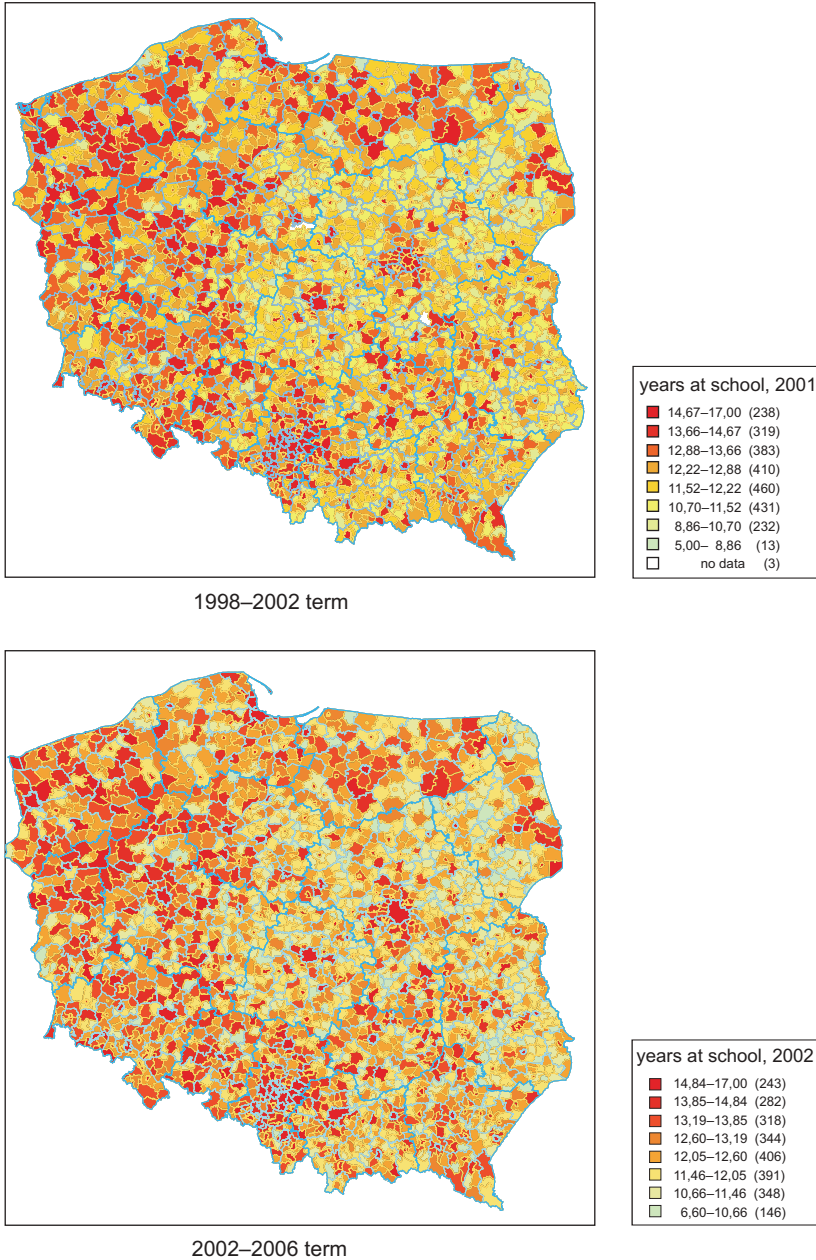 years at school, 2001
14,67–17,00 (238)
13,66–14,67 (319)
12,88–13,66 (383)
12,22–12,88 (410)
11,52–12,22 (460)
10,70–11,52 (431)
8,86–10,70 (232)
5,00– 8,86 (13)
no data (3)
1998–2002 term
years at school, 2002
14,84–17,00 (243)
13,85–14,84 (282)
13,19–13,85 (318)
12,60–13,19 (344)
12,05–12,60 (406)
11,46–12,05 (391)
10,66–11,46 (348)
6,60–10,66 (146)
2002–2006 term